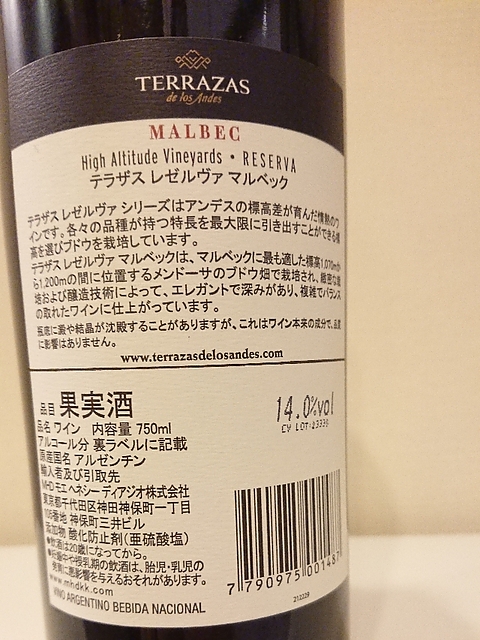 TERRAZAS
de los Andes
MALBEC
High Altitude Vineyards • RESERVA
テラザス レゼルヴァ マルベック
テラザス レゼルヴァ シリーズはアンデスの標高差が育んだ情熱のワ
インです。各々の品種が持つ特長を最大限に引き出すことができる標
高を選びブドウを栽培しています。
テラザス レゼルヴァ マルベックは、マルベックに最も適した標高1,070mか
ら1,200mの間に位置するメンドーサのブドウ畑で栽培され、緻密な栽
培および醸造技術によって、エレガントで深みがあり、複雑でバランス
の取れたワインに仕上がっています。
瓶底に澱や結晶が沈殿することがありますが、これはワイン本来の成分で、品質
に影響はありません。
www.terrazasdelosandes.com
品目 果実酒
品名 ワイン 内容量 750ml
アルコール分 裏ラベルに記載
原産国名 アルゼンチン
輸入者及び引取先
MHD モエ ヘネシー ディアジオ株式会社
東京都千代田区神田神保町一丁目
105番地 神保町三井ビル
添加物 酸化防止剤(亜硫酸塩)
●飲酒は20歳になってから。
●妊娠中や授乳期の飲酒は、胎児・乳児の
発育に悪影響を与えるおそれがあります。
www.mhdkk.com
VINO ARGENTINO BEBIDA NACIONAL
14.0%vol
7 790975 001487